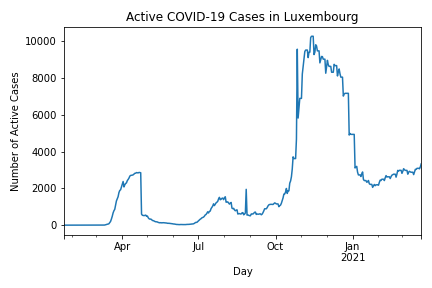 Active COVID-19 Cases in Luxembourg
Number of Active Cases
10000
8000
6000
4000
2000
0
Apr Jul Oct Jan
2021
Day